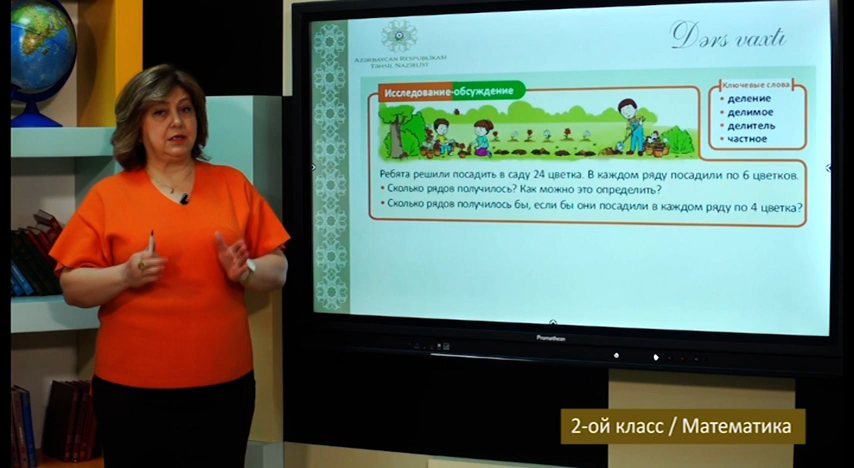 AZƏRBAYCAN RESPUBLİKASI
TƏHSİL NAZİRLİYİ
Dərs vaxtı
Исследование-обсуждение
Ключевые слова
• деление
• делимое
• делитель
• частное
Ребята решили посадить в саду 24 цветка. В каждом ряду посадили по 6 цветков.
• Сколько рядов получилось? Как можно это определить?
• Сколько рядов получилось бы, если бы они посадили в каждом ряду по 4 цветка?
Promethean
2-ой класс / Математика